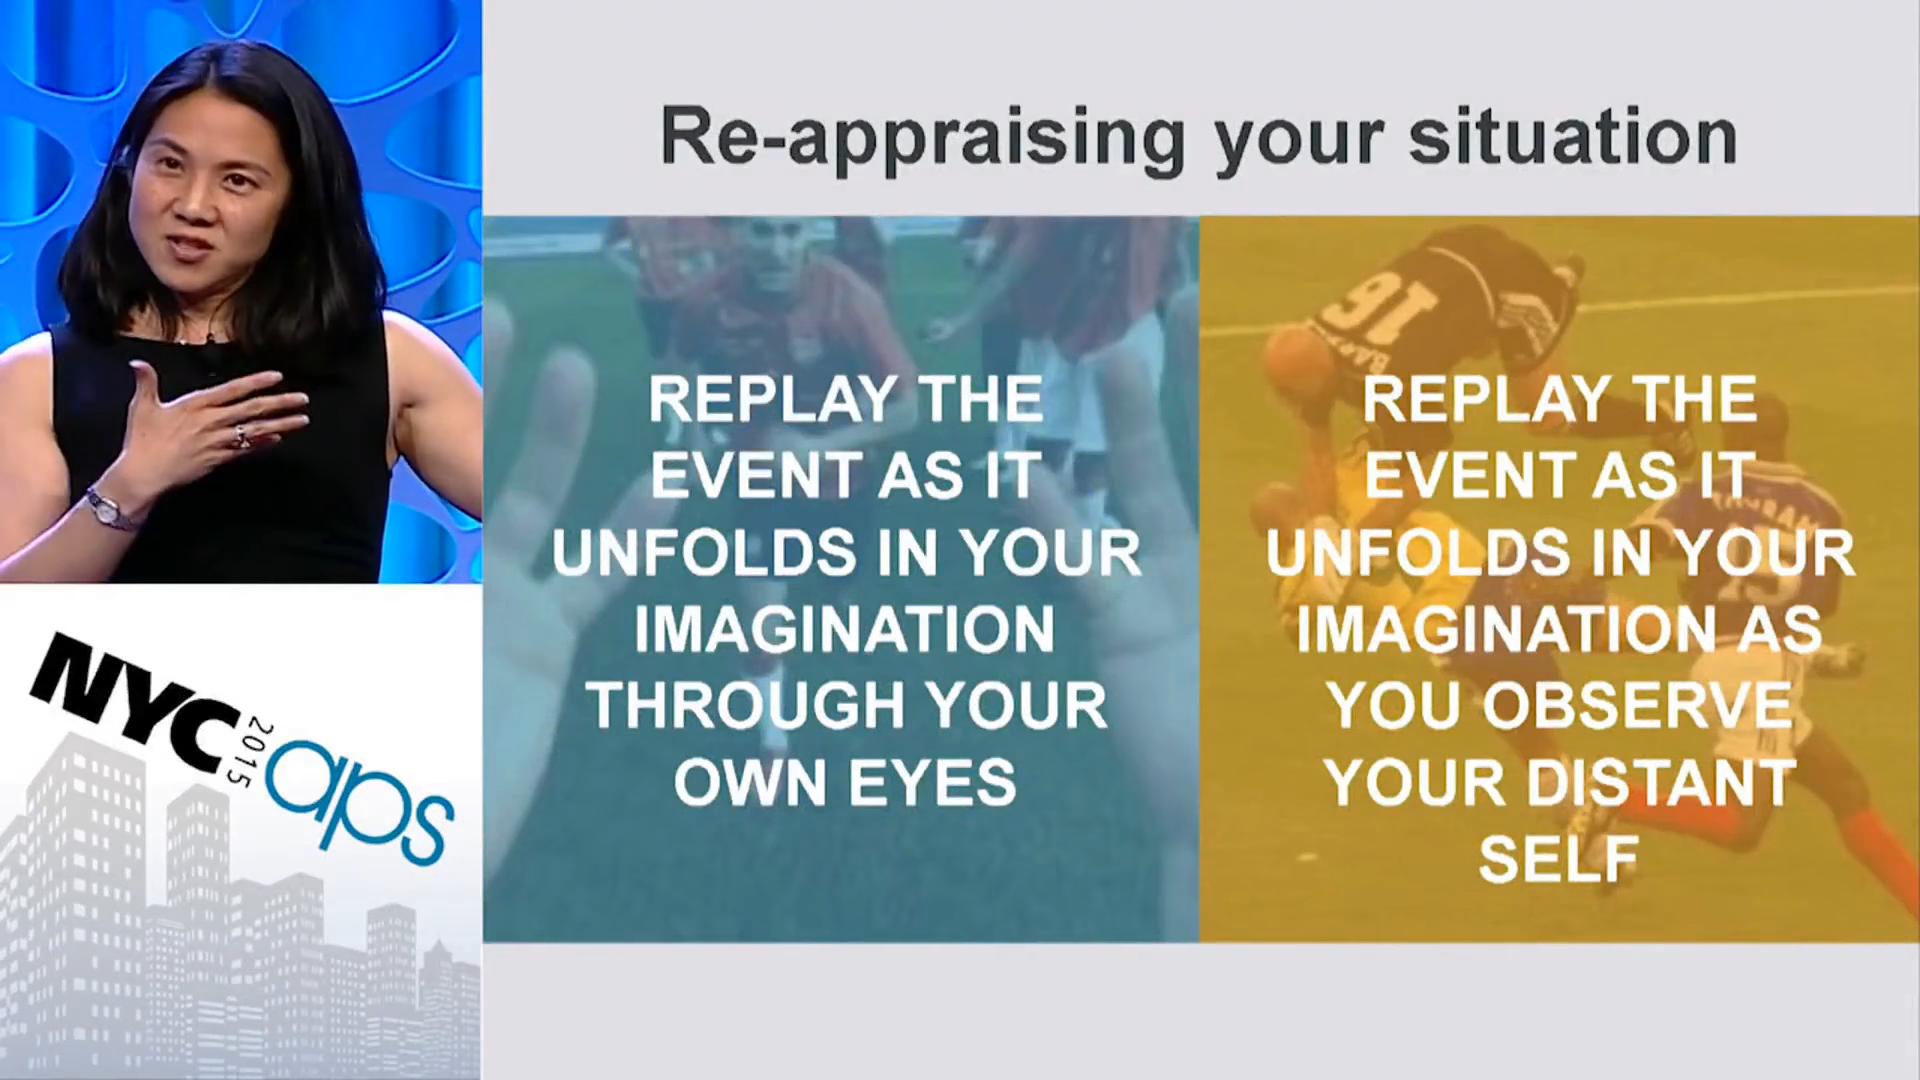 Re-appraising your situation
REPLAY THE
EVENT AS IT
UNFOLDS IN YOUR
IMAGINATION
THROUGH YOUR
OWN EYES
REPLAY THE
EVENT AS IT
UNFOLDS IN YOUR
IMAGINATION AS
YOU OBSERVE
YOUR DISTANT
SELF
16
NYC
2015
aps